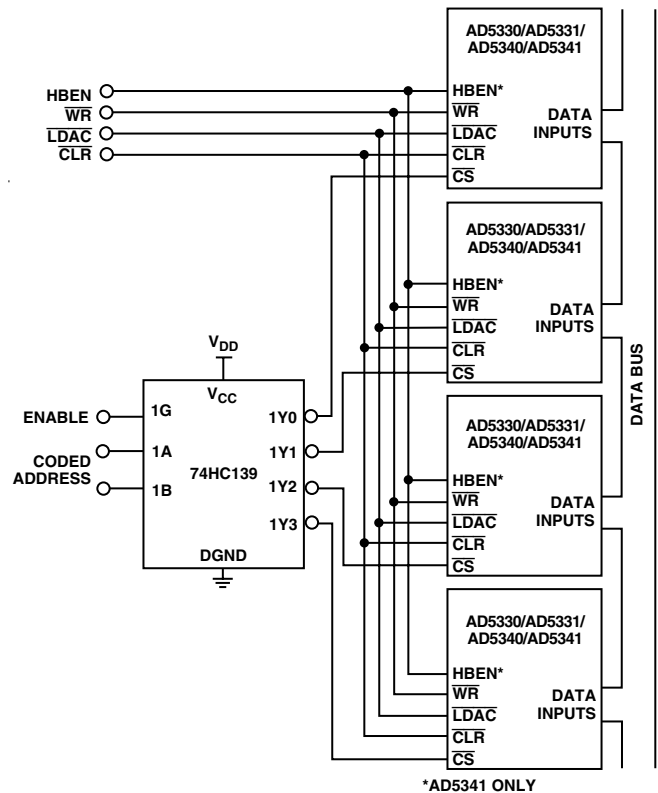 AD5330/AD5331/
AD5340/AD5341
HBEN
HBEN*
WR
WR
DATA
INPUTS
LDAC
LDAC
CLR
CLR
CS
AD5330/AD5331/
AD5340/AD5341
HBEN*
WR
DATA
INPUTS
LDAC
CLR
CS
DATA BUS
VDD
VCC
ENABLE
1G
1Y0
CODED
ADDRESS
1A
1Y1
74HC139
1B
1Y2
1Y3
DGND
AD5330/AD5331/
AD5340/AD5341
HBEN*
WR
DATA
INPUTS
LDAC
CLR
CS
AD5330/AD5331/
AD5340/AD5341
HBEN*
WR
DATA
INPUTS
LDAC
CLR
CS
*AD5341 ONLY